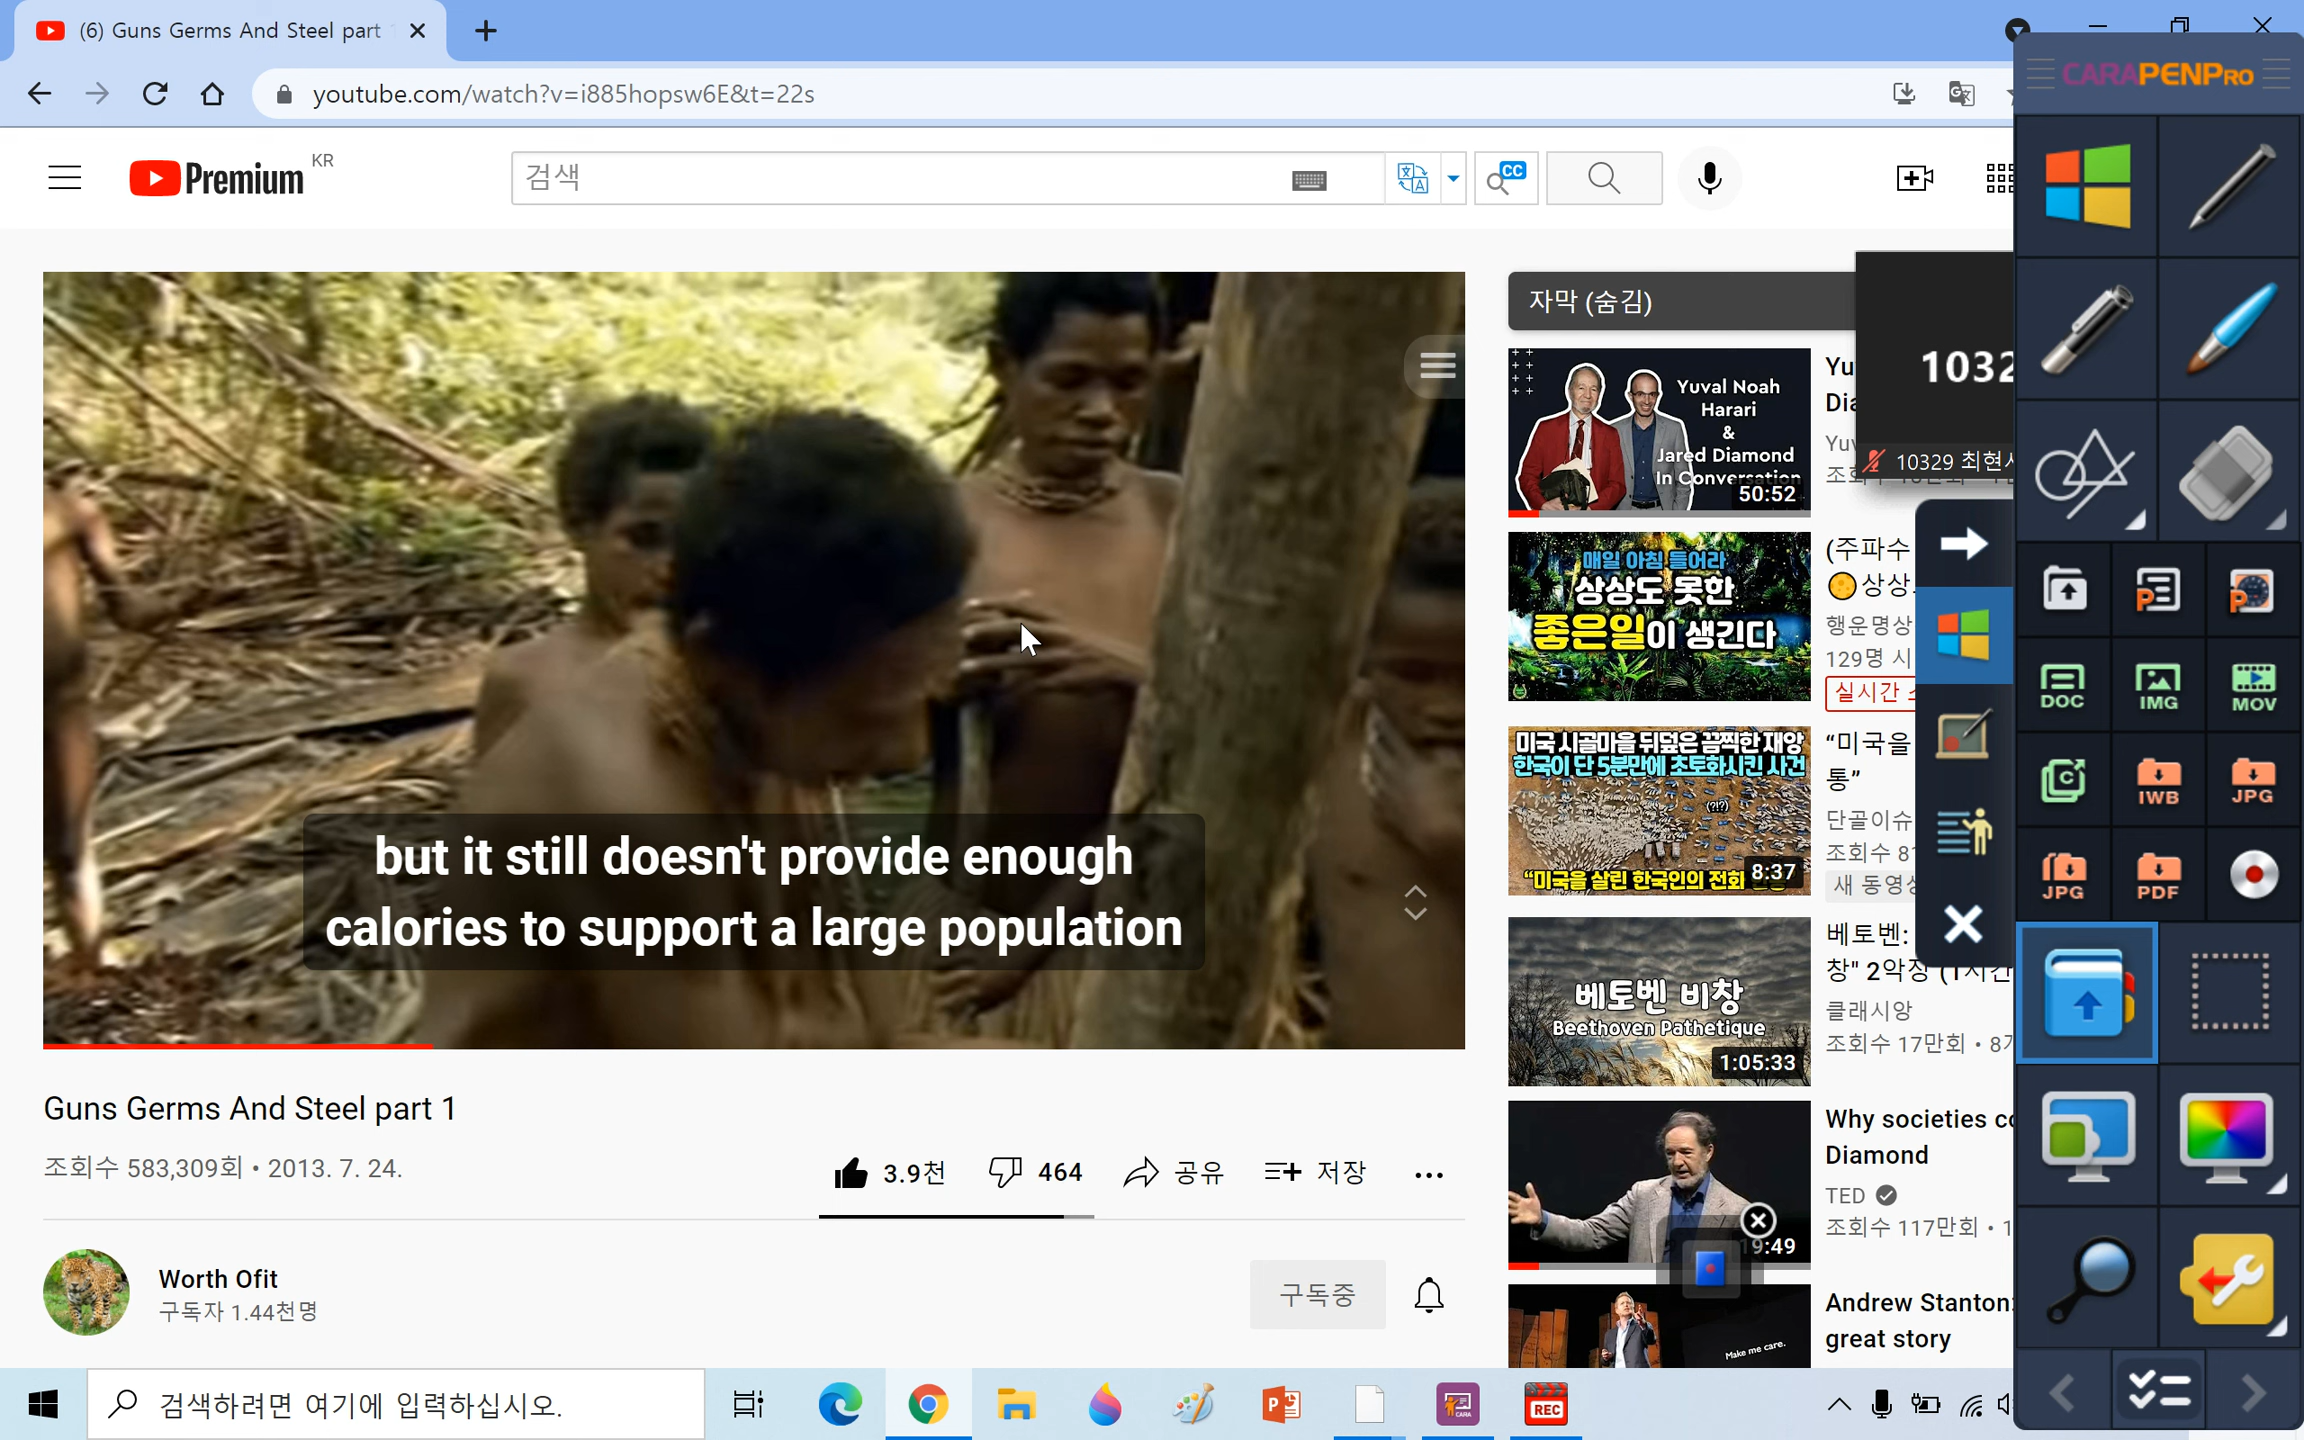 (6) Guns Germs And Steel part
youtube.com/watch?v=i885hopsw6E&t=22s
CARAPENPRO
Premium KR
검색
CC
자막 (숨김)
but it still doesn't provide enough
calories to support a large population
Guns Germs And Steel part 1
조회수 583,309회 • 2013. 7. 24.
3.9천
464
공유
저장
Worth Ofit
구독자 1.44천명
구독중
Yuval Noah
Harari
&
Jared Diamond
In Conversation
50:52
1032
10329 최현
매일 아침 들어라
상상도 못한
좋은일이 생긴다
(주파수
상상
행운명상
129명 시
실시간
미국 시골마을 뒤덮은 끔찍한 재앙
한국이 단 5분만에 초토화시킨 사건
(?!?)
“미국을 살린 한국인의 전화
8:37
“미국을
통”
단골이슈
조회수 8
새 동영상
베토벤 비창
Beethoven Pathetique
1:05:33
베토벤:
창" 2악장 (1시간
클래시앙
조회수 17만회 • 8
Why societies co
Diamond
TED
조회수 117만회 • 1
19:49
Make me care.
Andrew Stanton:
great story
DOC
IMG
MOV
IWB
JPG
JPG
PDF
검색하려면 여기에 입력하십시오.
CARA
REC